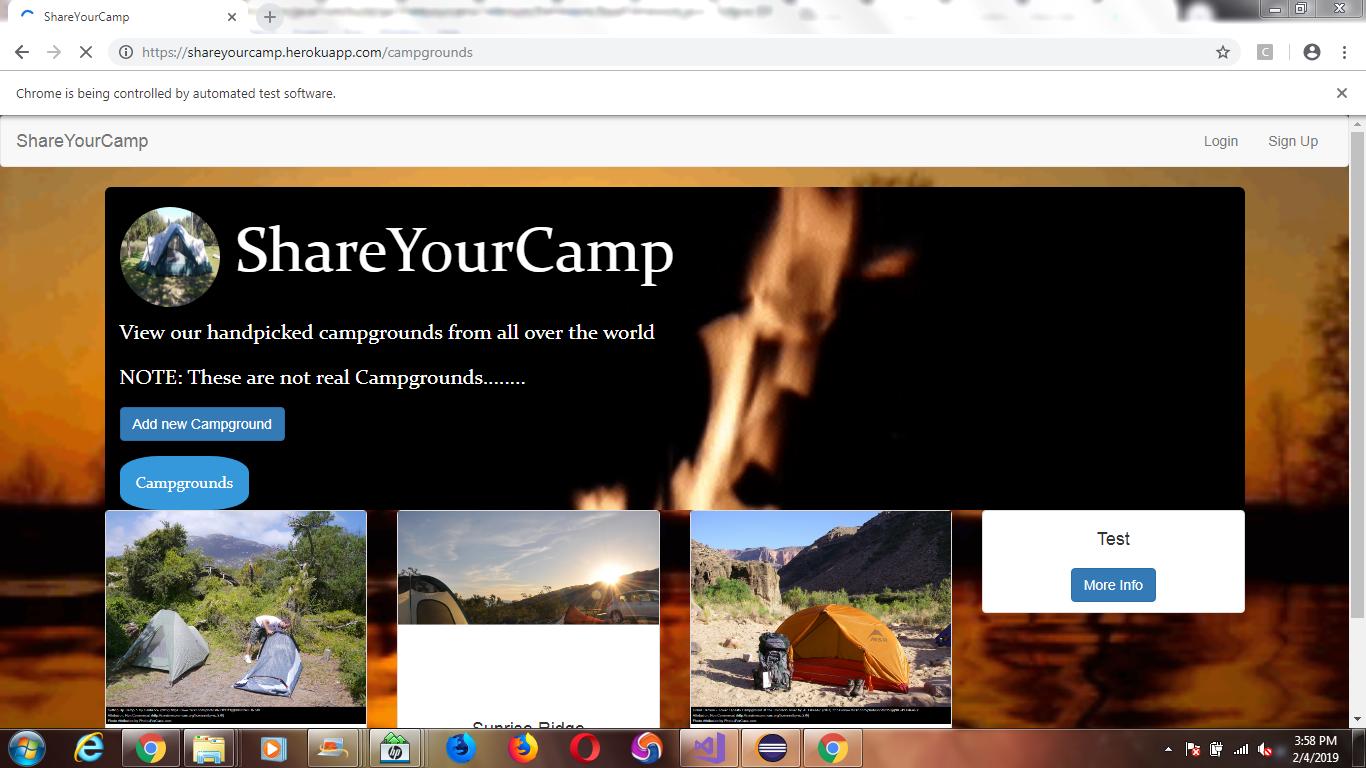 ShareYourCamp
https://shareyourcamp.herokuapp.com/campgrounds
C
Chrome is being controlled by automated test software.
ShareYourCamp
Login
Sign Up
ShareYourCamp
View our handpicked campgrounds from all over the world
NOTE: These are not real Campgrounds........
Add new Campground
Campgrounds
Test
More Info
Sunrise Ridge
hp
3:58 PM
2/4/2019